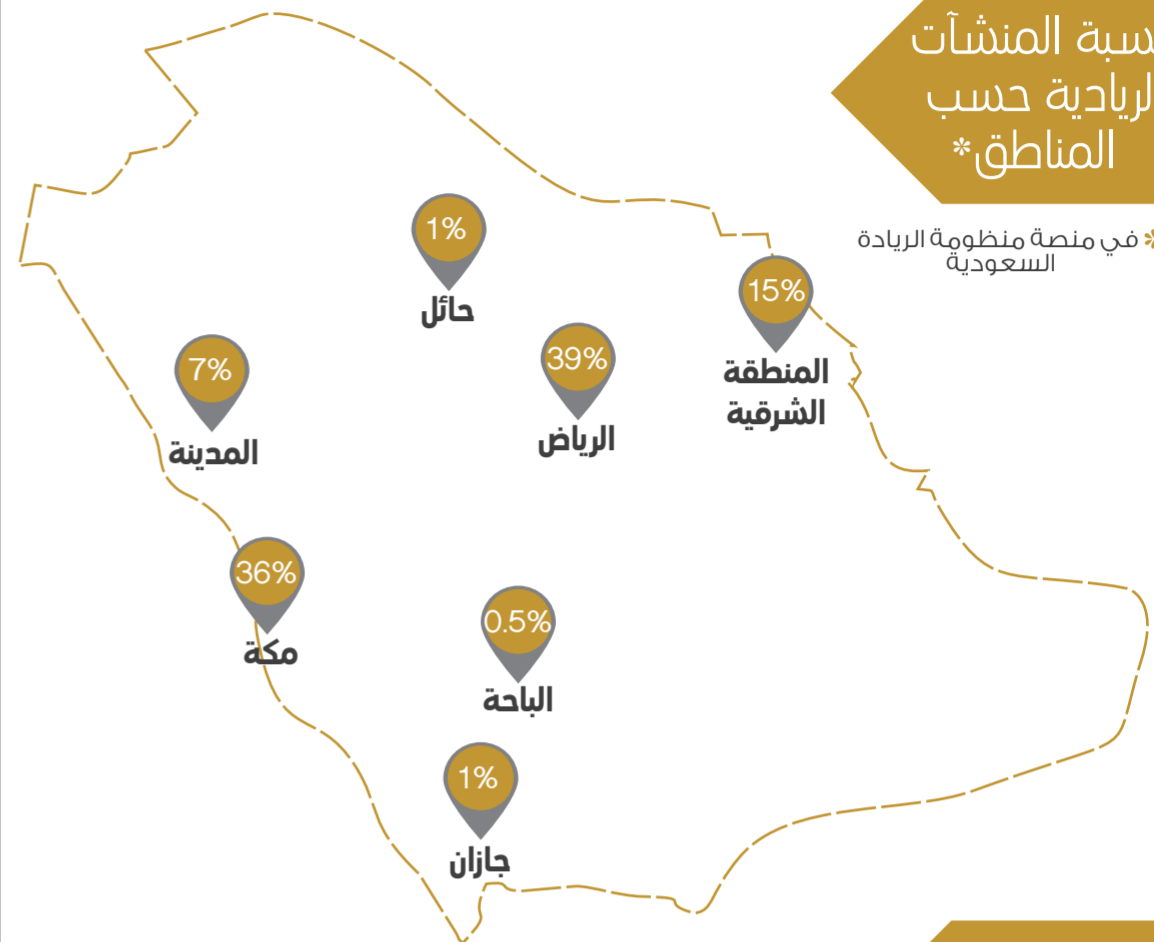 سبة المنشآت
لريادية حسب
المناطق*
* في منصة منظومة الريادة
السعودية
1%
حائل
15%
المنطقة
الشرقية
39%
الرياض
7%
المدينة
36%
مكة
0.5%
الباحة
1%
جازان